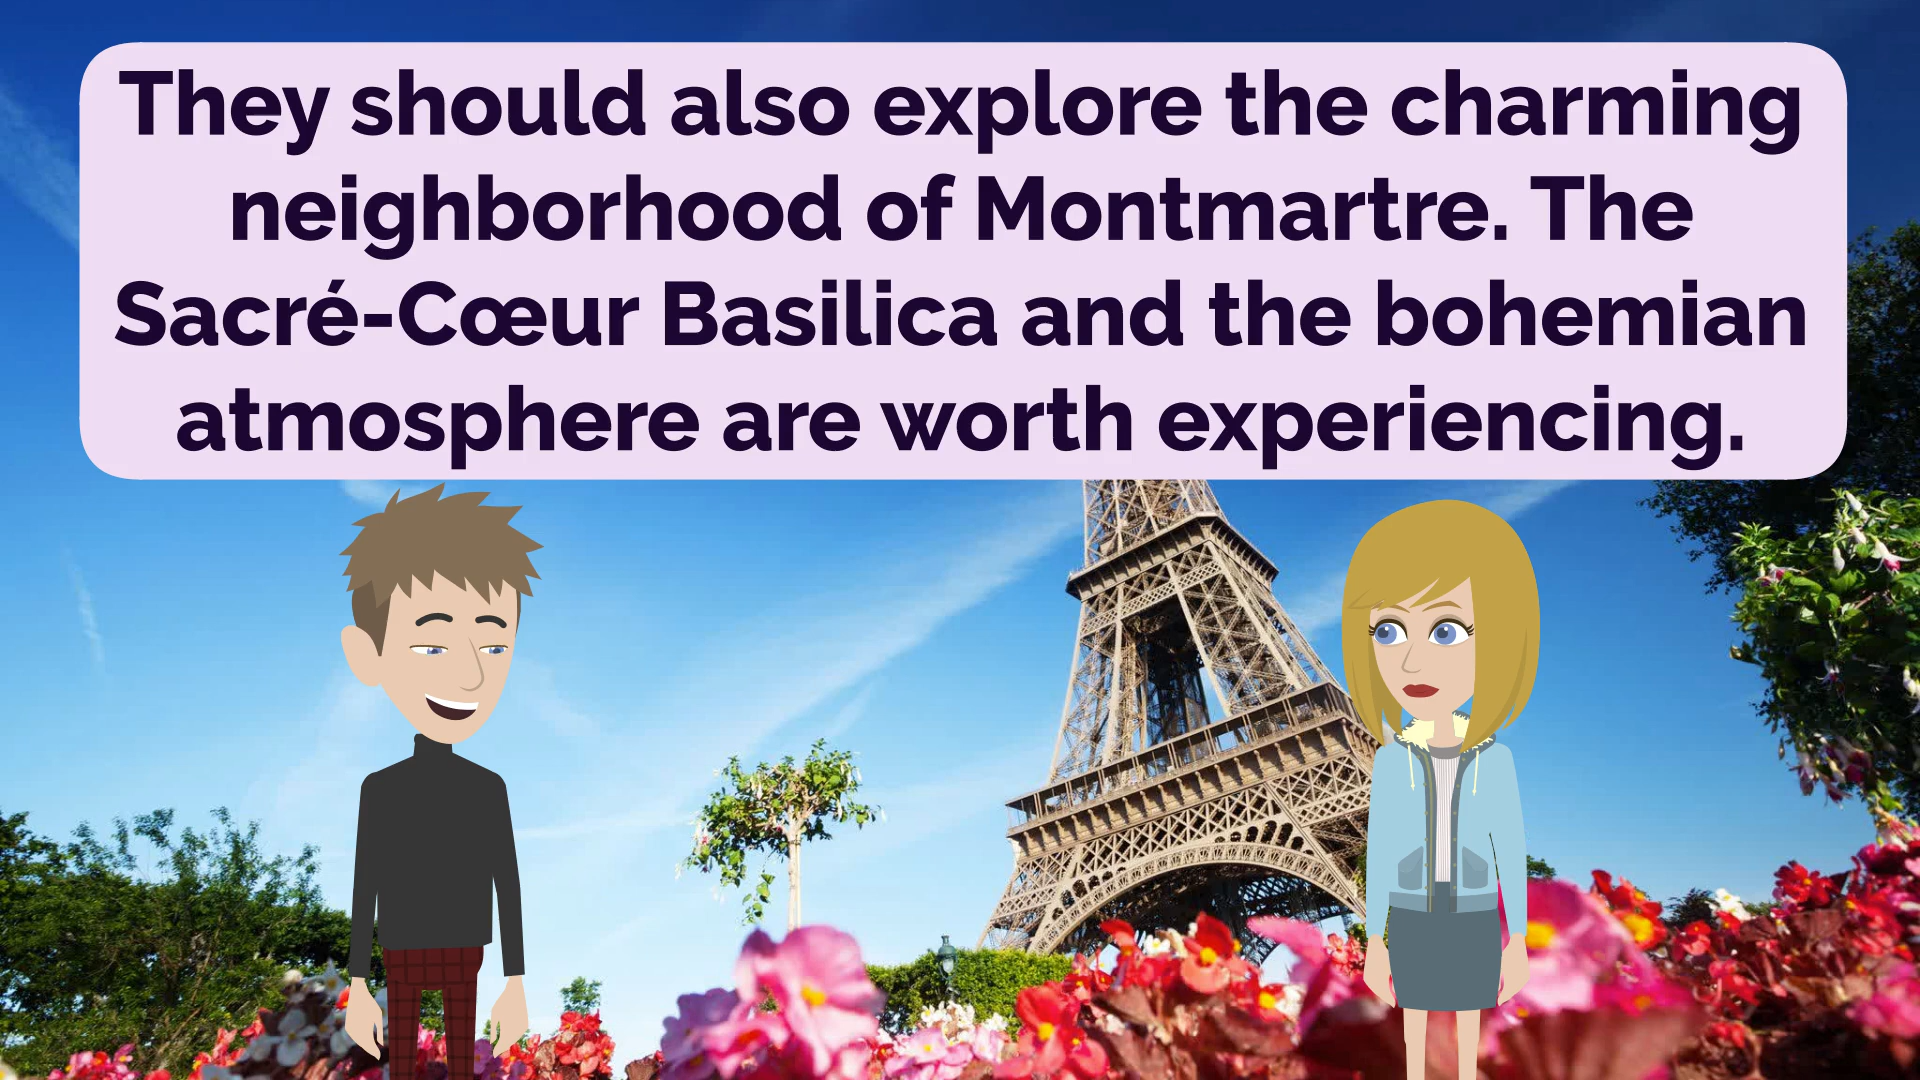 They should also explore the charming
neighborhood of Montmartre. The
Sacré-Cœur Basilica and the bohemian
atmosphere are worth experiencing.